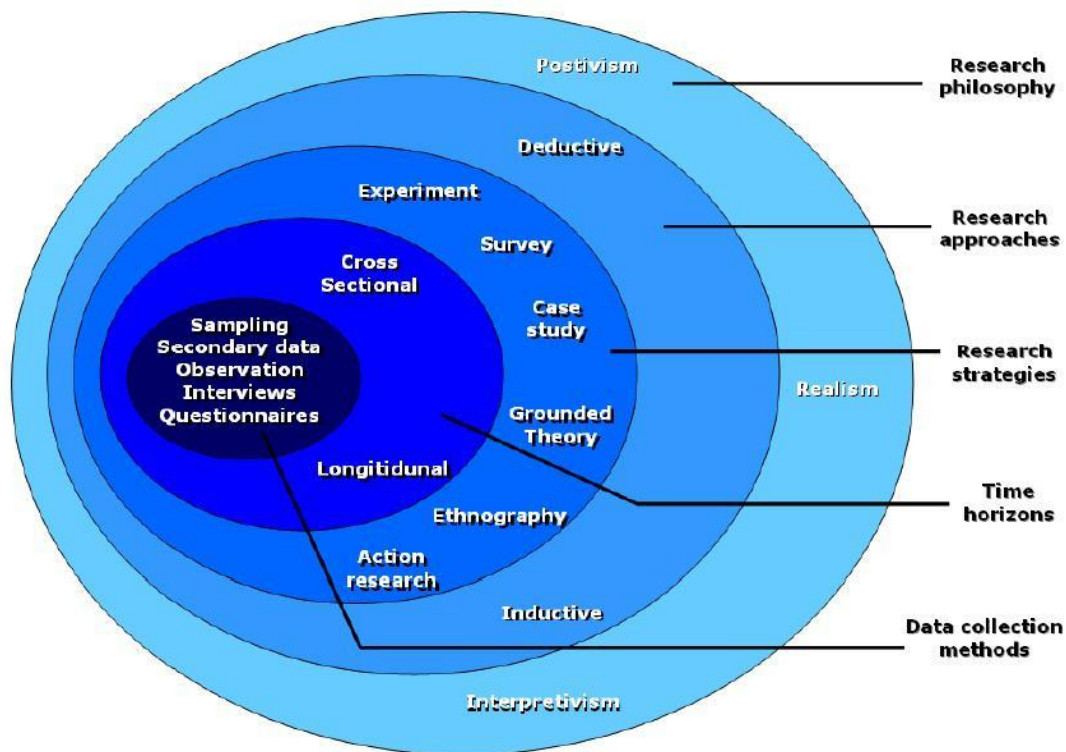 Postivism
Research
philosophy
Deductive
Experiment
Research
approaches
Survey
Cross
Sectional
Case
study
Sampling
Secondary data
Observation
Interviews
Questionnaires
Research
strategies
Realism
Grounded
Theory
Longitidunal
Time
horizons
Ethnography
Action
research
Inductive
Data collection
methods
Interpretivism